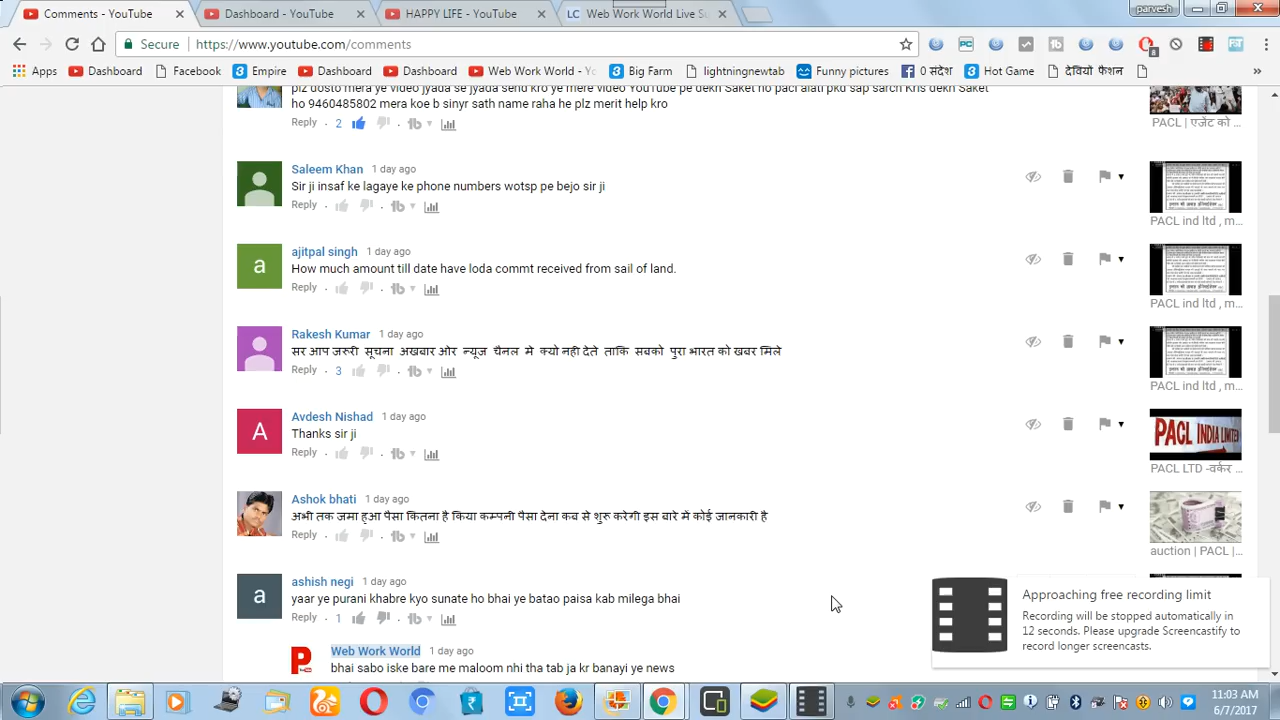 Comments - YouTube
Dashboard - YouTube
HAPPY LIFE - YouTube
LC Web Work World Live Su
parvesh
Secure https://www.youtube.com/comments
Apps Dashboard Facebook Empire Dashboard Dashboard Web Work World - Yo Big Farm lightningnewtab Funny pictures 0 संदेश Hot Game देवियों फैशन »
plz dosto mera ye video jyada se jyada send kro ye mere video YouTube pe dekh Saket ho pacl alati pkd sap sarch Kris dekh Saket
ho 9460485802 mera koe b sinyr sath name raha he plz merit help kro
Reply 2
PACL | एजेंट को ...
Saleem Khan 1 day ago
Sir ji insaf ke lagaye ke phone number whatsapp pe bejo sir ji
Reply
PACL ind ltd , m...
ajitpal singh 1 day ago
How much amount till date have been received from sail of land
Reply
PACL ind ltd , m...
Rakesh Kumar 1 day ago
सर आप सूचना अखबार और क्यों सबको पुरा भारत को खबर मिले
Reply 3
PACL ind ltd , m...
Avdesh Nishad 1 day ago
Thanks sir ji
Reply
PACL INDIA LIMITED
PACL LTD -वर्कर ...
Ashok bhati 1 day ago
अभी तक जमा हुआ पैसा कितना है किया देना कब से शुरू करेगी इस बारे में कोई जानकारी है
Reply
auction | PACL |...
ashish negi 1 day ago
yaar ye purani khabre kyo sunate ho bhai ye batao paisa kab milega bhai
Reply 1
Web Work World 1 day ago
bhai sabo iske bare me maloom nhi tha tab ja kr banayi ye news
Approaching free recording limit
Recording will be stopped automatically in
12 seconds. Please upgrade Screencastify to
record longer screencasts.
11:03 AM
6/7/2017